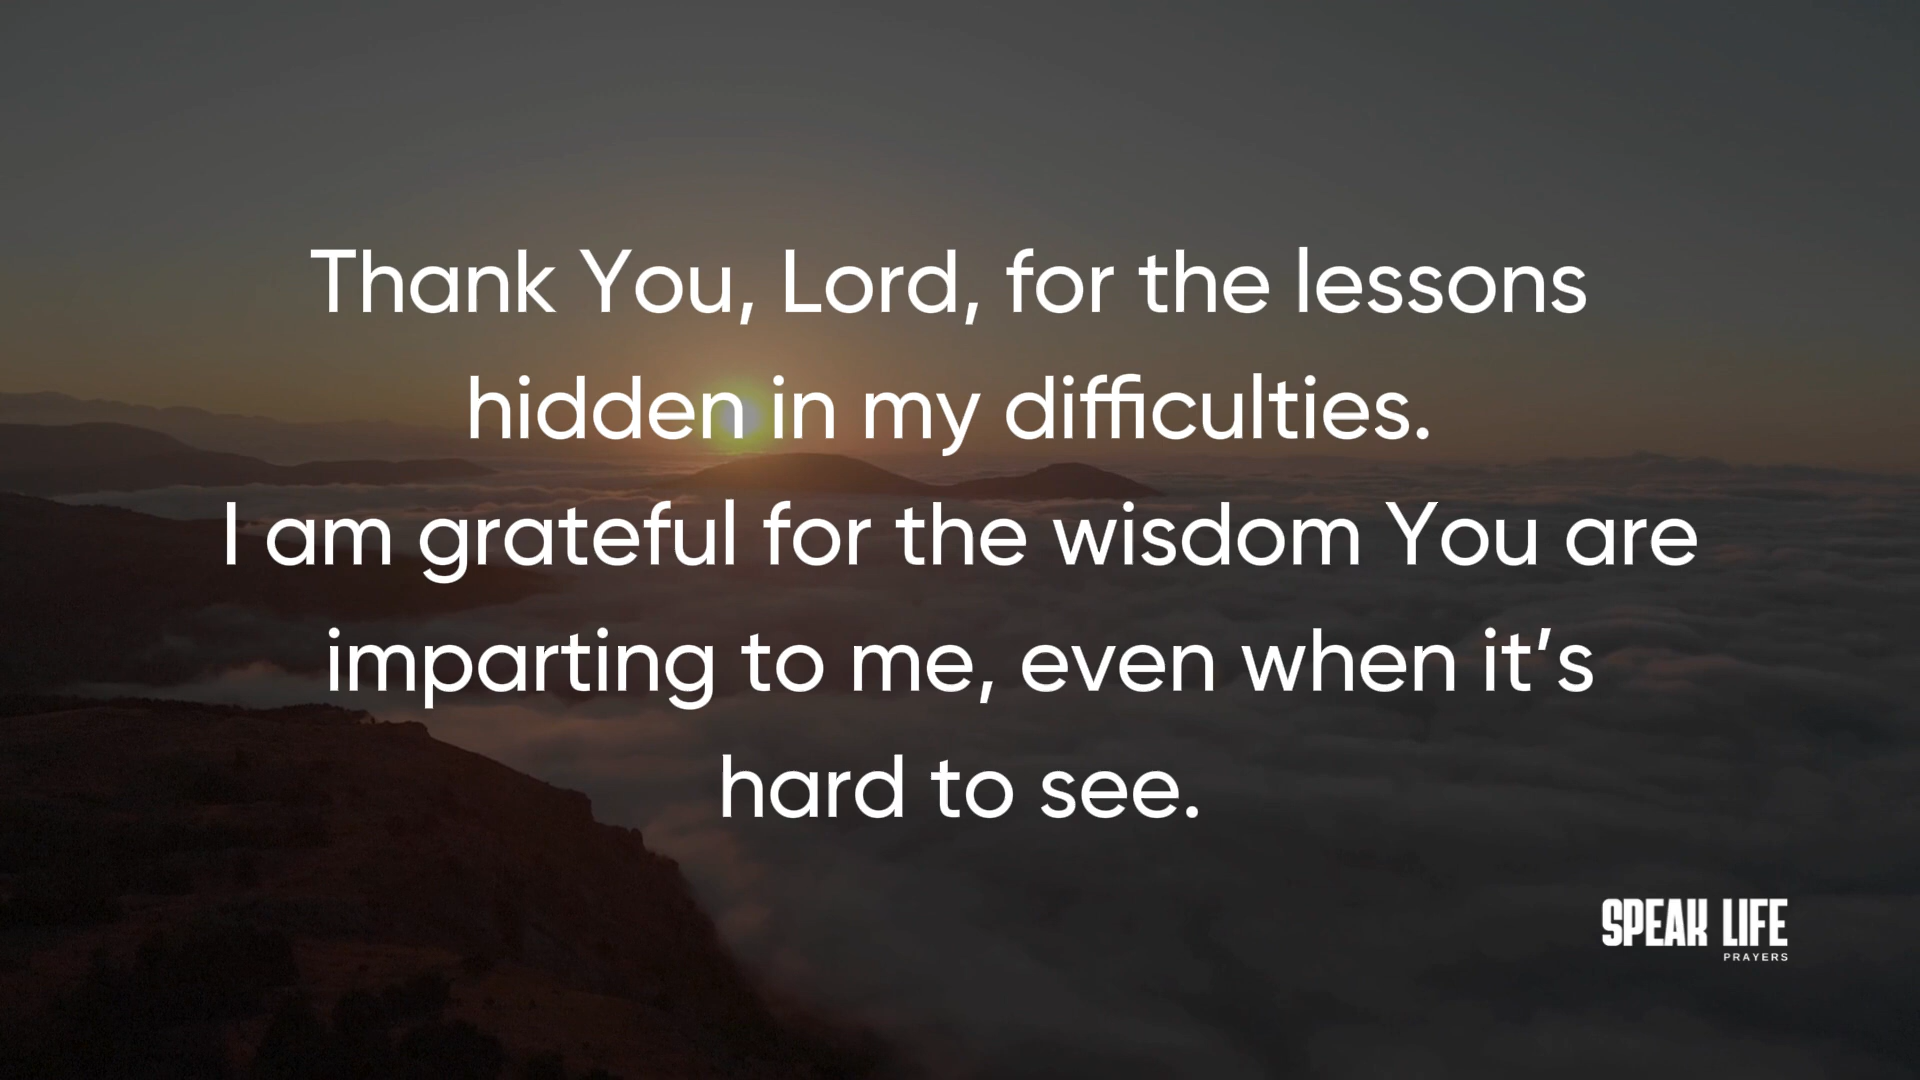 Thank You, Lord, for the lessons
hidden in my difficulties.
I am grateful for the wisdom You are
imparting to me, even when it’s
hard to see.
SPEAK LIFE
PRAYERS